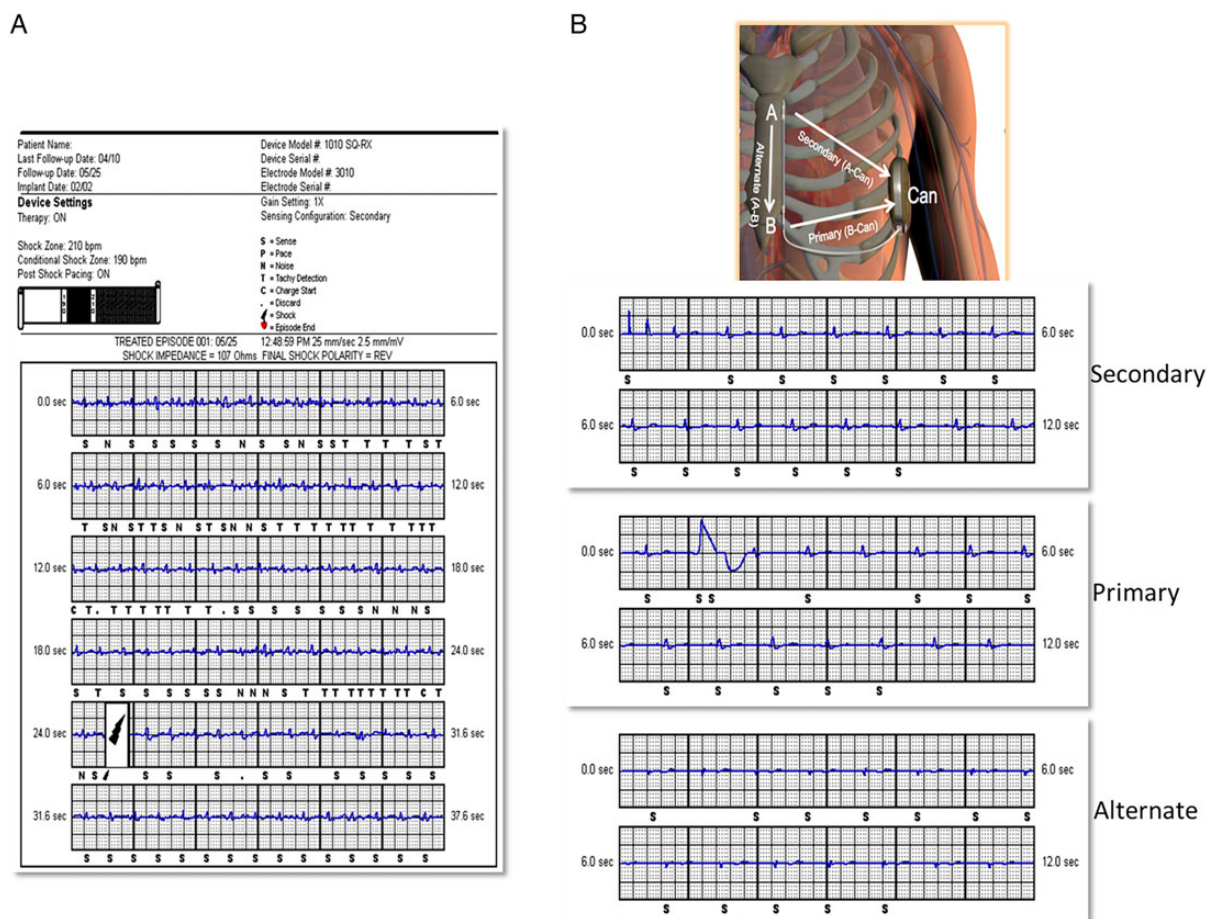 A
Patient Name:
Last Follow-up Date: 04/10
Follow-up Date: 05/25
Implant Date: 02/02
Device Settings
Therapy: ON
Shock Zone: 210 bpm
Conditional Shock Zone: 190 bpm
Post Shock Pacing: ON
Device Model #: 1010 SQ-RX
Device Serial #:
Electrode Model #: 3010
Electrode Serial #:
Gain Setting: 1X
Sensing Configuration: Secondary
S = Sense
P = Pace
N = Noise
T = Tachy Detection
C = Charge Start
. = Discard
= Shock
= Episode End
TREATED EPISODE 001: 05/25 12:48:59 PM 25 mm/sec 2.5 mm/mV
SHOCK IMPEDANCE = 107 Ohms FINAL SHOCK POLARITY = REV
0.0 sec 6.0 sec
S N S S S S N S S N S S T T T T S T
6.0 sec 12.0 sec
T S N S T T S N S T S N N S T T T T T T T T T T T
12.0 sec 18.0 sec
C T . T T T T T T T . S S S S S S S N N N S
18.0 sec 24.0 sec
S T S S S S S S N N N S T T T T T T T T T C T
24.0 sec 31.6 sec
N S S S S . S S S S S S S
31.6 sec 37.6 sec
S S S S S S S S S S S S S S S
B
A
Secondary (A-Can)
Alternate (A-B)
Can
B
Primary (B-Can)
0.0 sec 6.0 sec
S S S S S S S
Secondary
6.0 sec 12.0 sec
S S S S S S
0.0 sec 6.0 sec
S S S S S S S
Primary
6.0 sec 12.0 sec
S S S S S
0.0 sec 6.0 sec
S S S S S S
Alternate
6.0 sec 12.0 sec
S S S S S